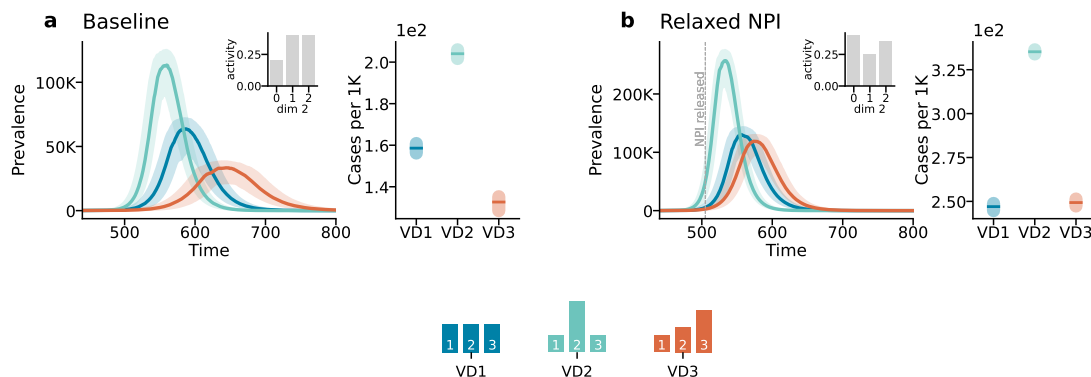 a Baseline
Prevalence
100K
50K
0
500 600 700 800
Time
activity
0.25
0.00
0 1 2
dim 2
1e2
Cases per 1K
2.0
1.8
1.6
1.4
VD1 VD2 VD3
b Relaxed NPI
Prevalence
200K
100K
0
500 600 700 800
Time
NPI released
activity
0.25
0.00
0 1 2
dim 2
1e2
Cases per 1K
3.25
3.00
2.75
2.50
VD1 VD2 VD3
1 2 3
VD1
1 2 3
VD2
1 2 3
VD3